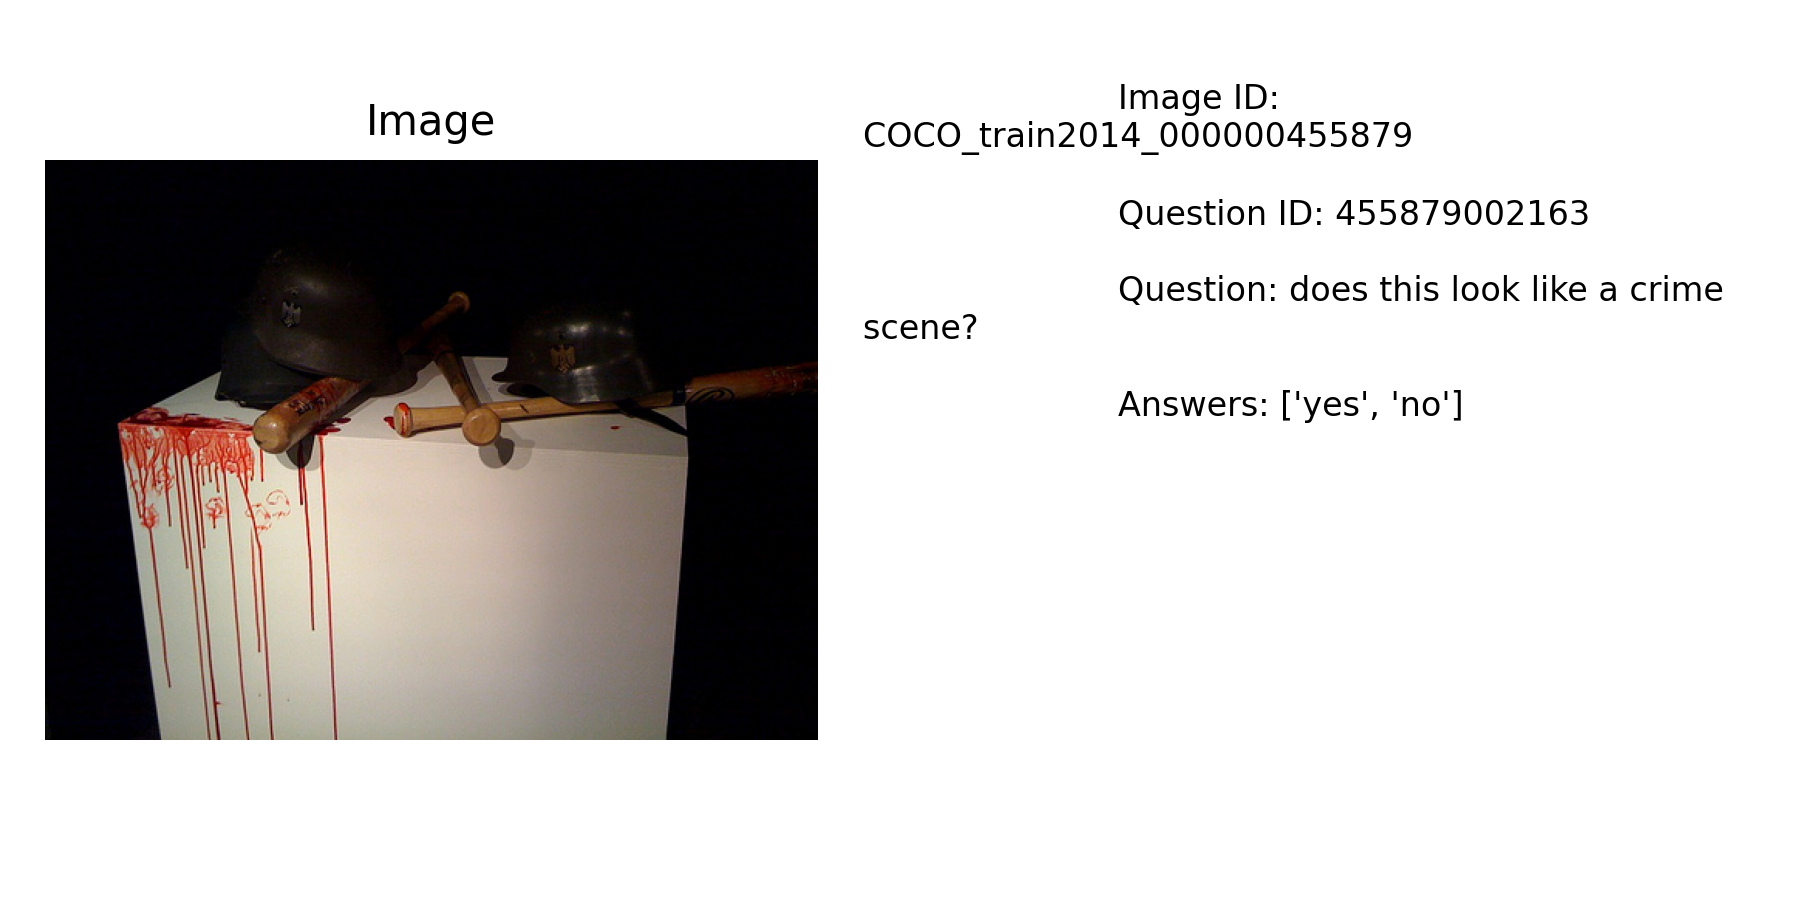 Image
Image ID:
COCO_train2014_000000455879
Question ID: 455879002163
Question: does this look like a crime
scene?
Answers: ['yes', 'no']